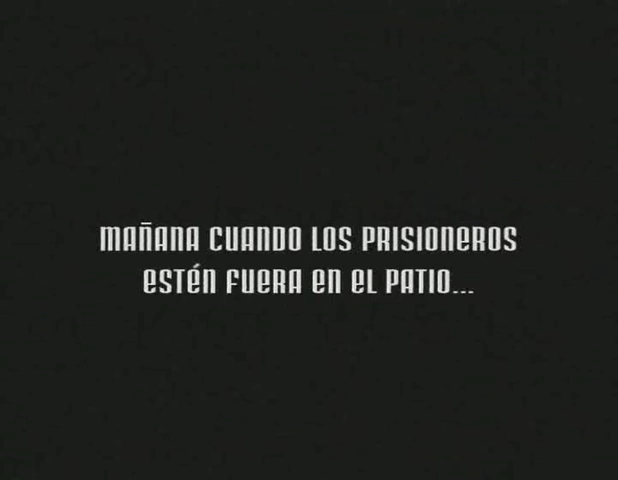 MAÑANA CUANDO LOS PRISIONEROS
ESTÉN FUERA EN EL PATIO...